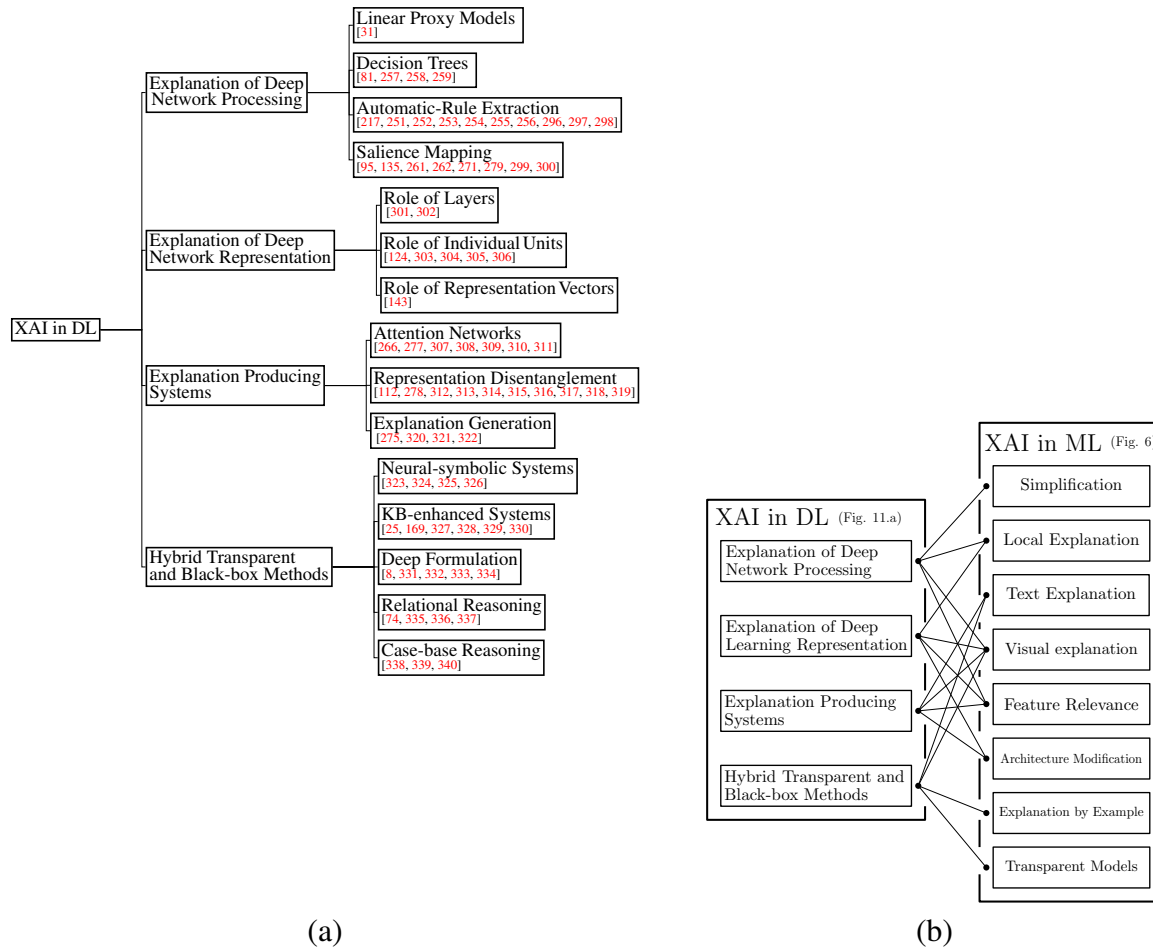 Linear Proxy Models
[31]
Decision Trees
[81, 257, 258, 259]
Explanation of Deep
Network Processing
Automatic-Rule Extraction
[217, 251, 252, 253, 254, 255, 256, 296, 297, 298]
Salience Mapping
[95, 135, 261, 262, 271, 279, 299, 300]
Role of Layers
[301, 302]
Explanation of Deep
Network Representation
Role of Individual Units
[124, 303, 304, 305, 306]
Role of Representation Vectors
[143]
XAI in DL
Attention Networks
[266, 277, 307, 308, 309, 310, 311]
Explanation Producing
Systems
Representation Disentanglement
[112, 278, 312, 313, 314, 315, 316, 317, 318, 319]
Explanation Generation
[275, 320, 321, 322]
Neural-symbolic Systems
[323, 324, 325, 326]
KB-enhanced Systems
[25, 169, 327, 328, 329, 330]
Hybrid Transparent
and Black-box Methods
Deep Formulation
[8, 331, 332, 333, 334]
Relational Reasoning
[74, 335, 336, 337]
Case-base Reasoning
[338, 339, 340]
(a)
XAI in DL (Fig. 11.a)
Explanation of Deep
Network Processing
Explanation of Deep
Learning Representation
Explanation Producing
Systems
Hybrid Transparent and
Black-box Methods
XAI in ML (Fig. 6)
Simplification
Local Explanation
Text Explanation
Visual explanation
Feature Relevance
Architecture Modification
Explanation by Example
Transparent Models
(b)